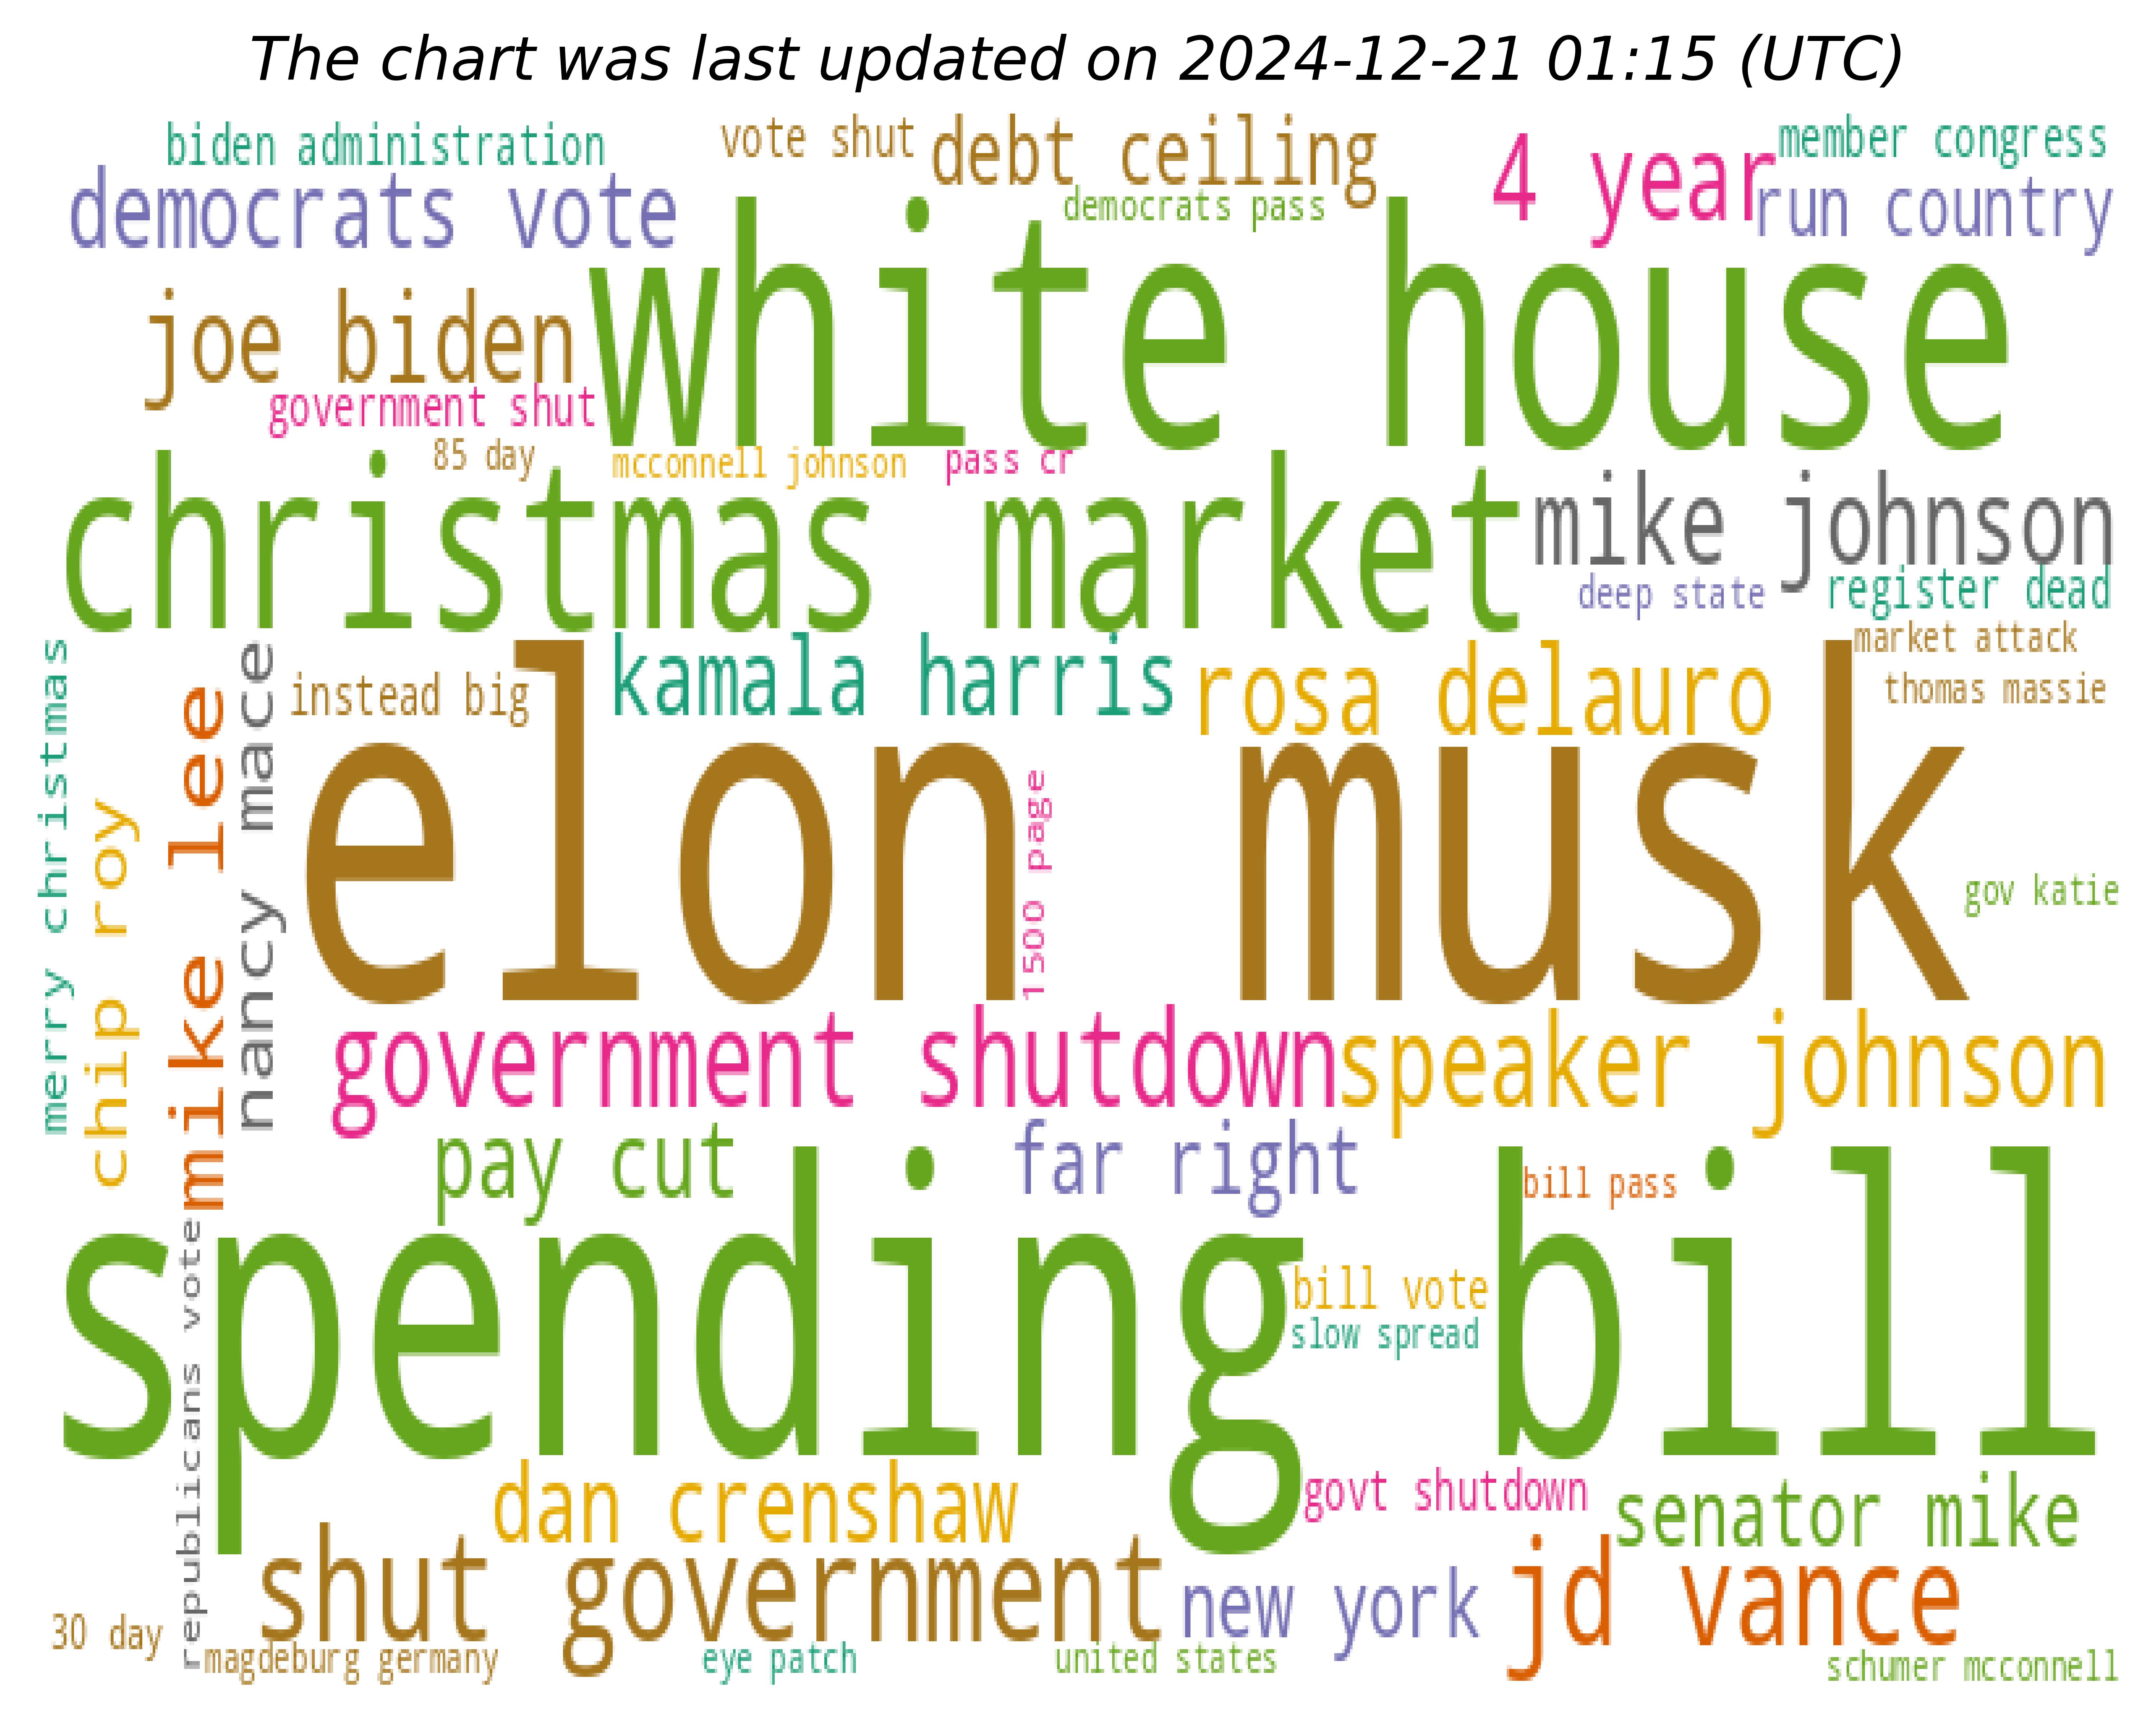 The chart was last updated on 2024-12-21 01:15 (UTC)
biden administration
vote shut
debt ceiling
4 year
member congress
democrats vote
democrats pass
run country
white house
joe biden
government shut
85 day
mcconnell johnson
pass cr
christmas market
mike johnson
deep state
register dead
market attack
merry christmas
chip roy
mike lee
nancy mace
instead big
kamala harris
rosa delauro
thomas massie
elon musk
1500 page
gov katie
government shutdown
speaker johnson
pay cut
far right
bill pass
spending bill
bill vote
slow spread
republicans vote
dan crenshaw
govt shutdown
senator mike
shut government
new york
jd vance
30 day
magdeburg germany
eye patch
united states
schumer mcconnell